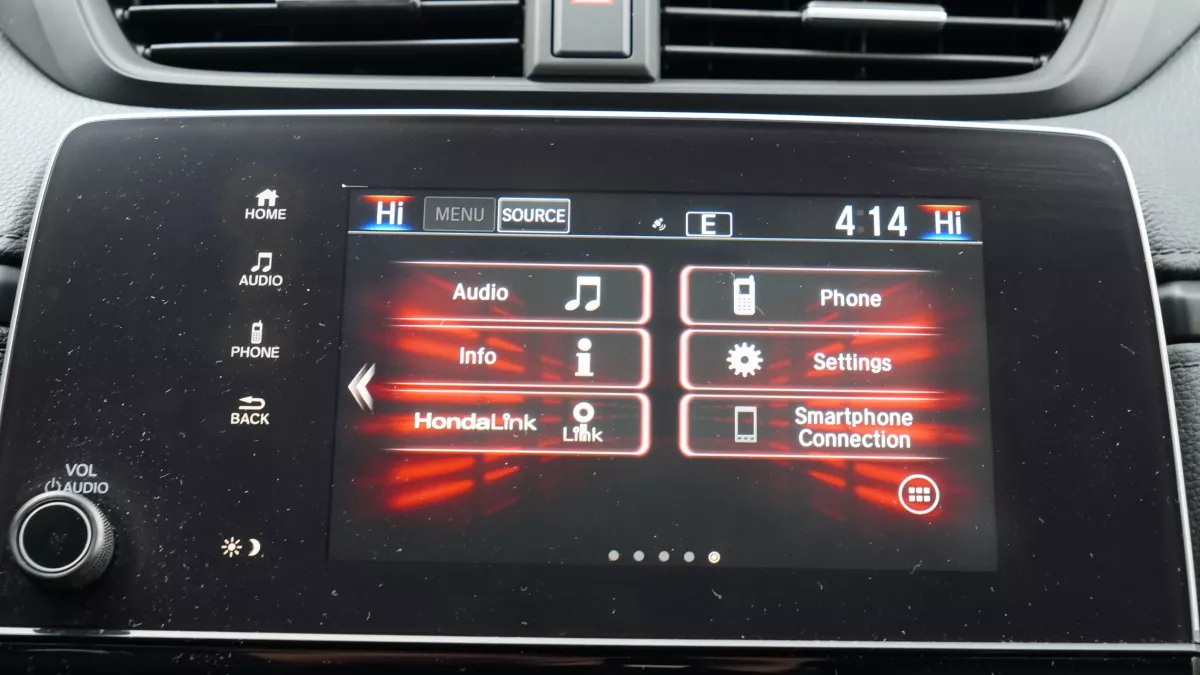 Hi MENU SOURCE E 4:14 Hi
HOME
AUDIO
PHONE
BACK
VOL
AUDIO
Audio
Phone
Info
Settings
HondaLink
Link
Smartphone
Connection